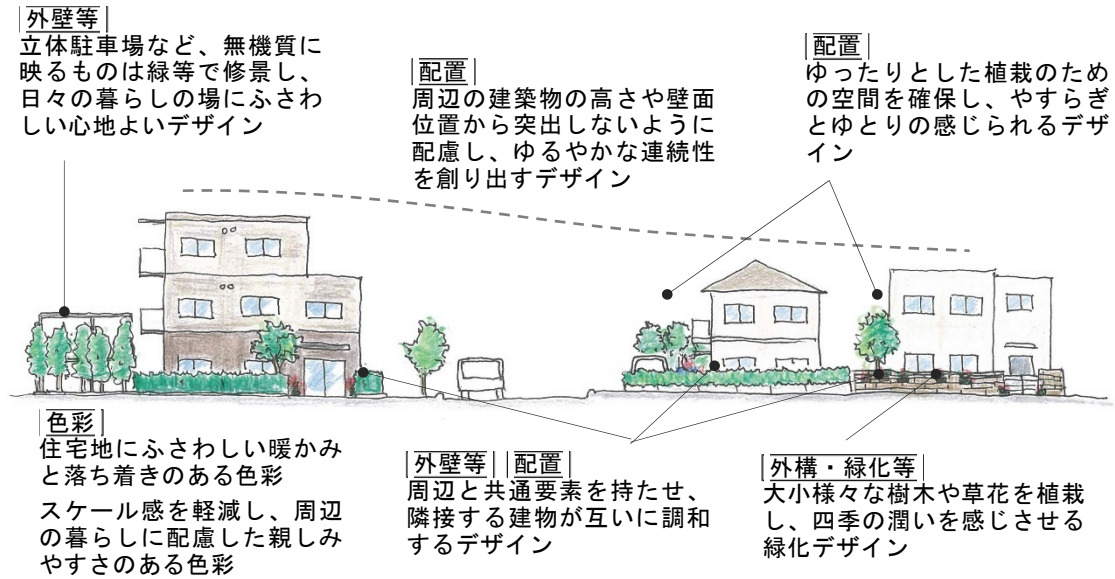 外壁等
立体駐車場など、無機質に
映るものは緑等で修景し、
日々の暮らしの場にふさわ
しい心地よいデザイン
配置
周辺の建築物の高さや壁面
位置から突出しないように
配慮し、ゆるやかな連続性
を創り出すデザイン
配置
ゆったりとした植栽のため
の空間を確保し、やすらぎ
とゆとりの感じられるデザ
イン
色彩
住宅地にふさわしい暖かみ
と落ち着きのある色彩
スケール感を軽減し、周辺
の暮らしに配慮した親しみ
やすさのある色彩
外壁等 配置
周辺と共通要素を持たせ、
隣接する建物が互いに調和
するデザイン
外構・緑化等
大小様々な樹木や草花を植栽
し、四季の潤いを感じさせる
緑化デザイン